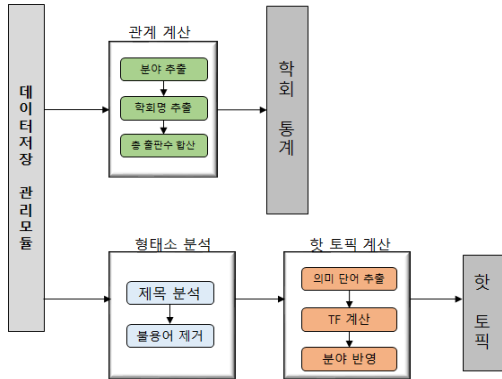 데이터저장 관리모듈
관계 계산
분야 추출
학회명 추출
총 출판수 합산
학회 통계
형태소 분석
제목 분석
불용어 제거
핫 토픽 계산
의미 단어 추출
TF 계산
분야 반영
핫 토픽